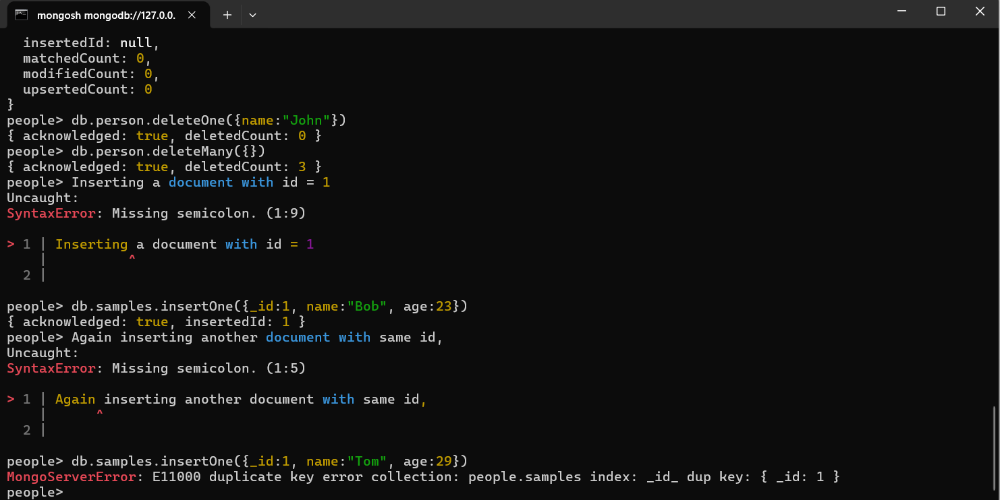 mongosh mongodb://127.0.0.
insertedId: null,
matchedCount: 0,
modifiedCount: 0,
upsertedCount: 0
}
people> db.person.deleteOne({name:"John"})
{ acknowledged: true, deletedCount: 0 }
people> db.person.deleteMany({})
{ acknowledged: true, deletedCount: 3 }
people> Inserting a document with id = 1
Uncaught:
SyntaxError: Missing semicolon. (1:9)
> 1 | Inserting a document with id = 1
|          ^
2 |
people> db.samples.insertOne({_id:1, name:"Bob", age:23})
{ acknowledged: true, insertedId: 1 }
people> Again inserting another document with same id,
Uncaught:
SyntaxError: Missing semicolon. (1:5)
> 1 | Again inserting another document with same id,
|      ^
2 |
people> db.samples.insertOne({_id:1, name:"Tom", age:29})
MongoServerError: E11000 duplicate key error collection: people.samples index: _id_ dup key: { _id: 1 }
people>